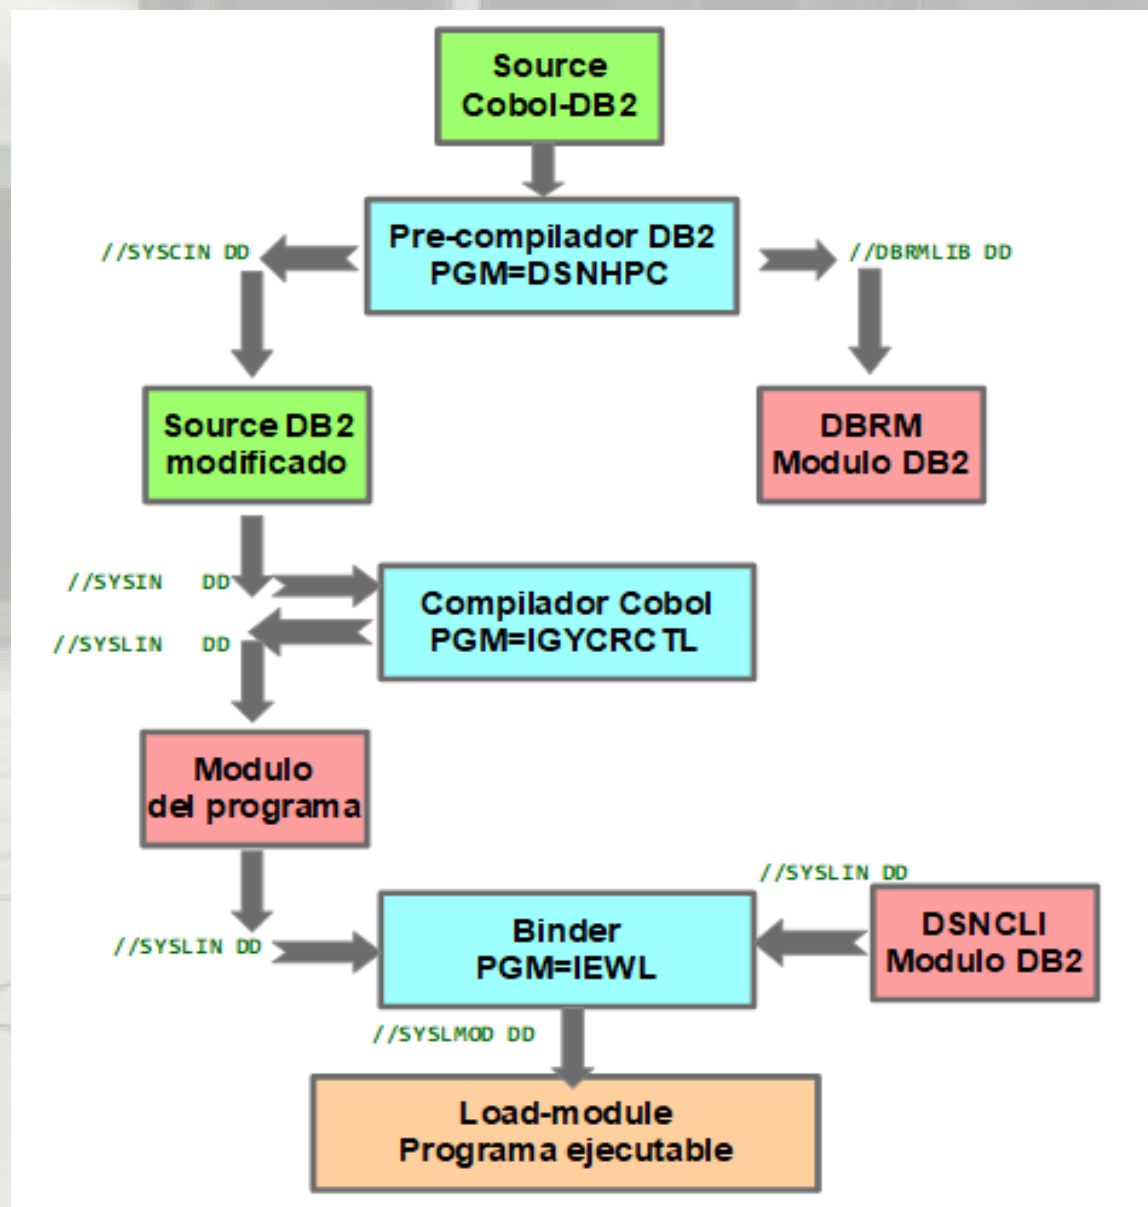 Source
Cobol-DB2
Pre-compilador DB2
PGM=DSNHPC
//SYSCIN DD
//DBRMLIB DD
Source DB2
modificado
DBRM
Modulo DB2
//SYSIN   DD
Compilador Cobol
PGM=IGYCRCTL
//SYSLIN   DD
Modulo
del programa
//SYSLIN DD
Binder
PGM=IEWL
//SYSLIN DD
DSNCLI
Modulo DB2
//SYSLMOD DD
Load-module
Programa ejecutable